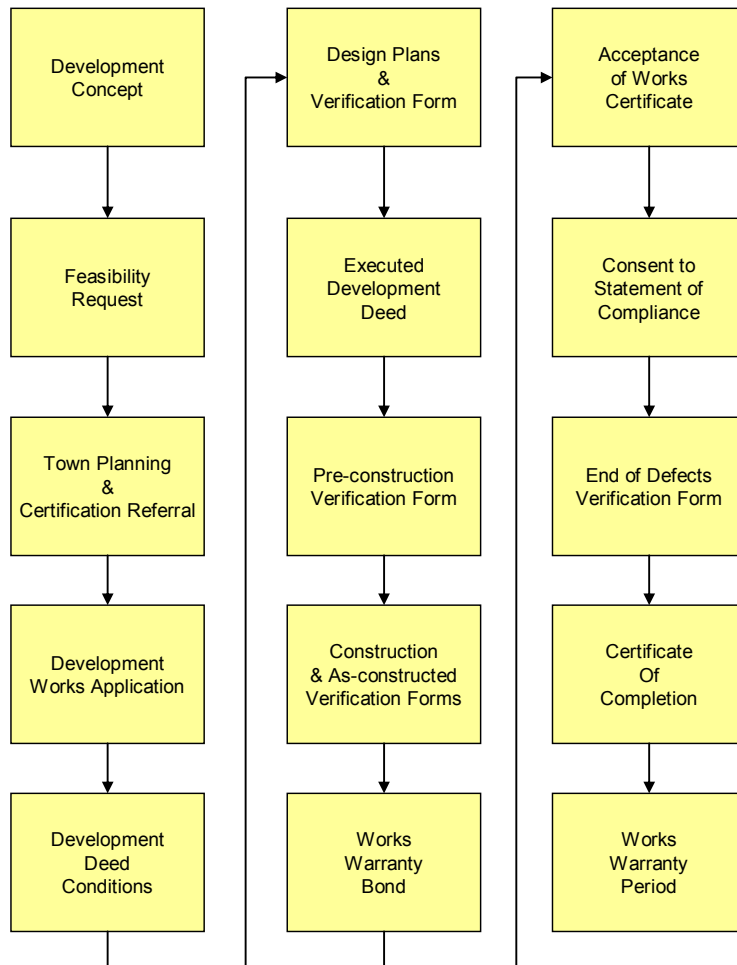 Development
Concept
Feasibility
Request
Town Planning
&
Certification Referral
Development
Works Application
Development
Deed
Conditions
Design Plans
&
Verification Form
Executed
Development
Deed
Pre-construction
Verification Form
Construction
& As-constructed
Verification Forms
Works
Warranty
Bond
Acceptance
of Works
Certificate
Consent to
Statement of
Compliance
End of Defects
Verification Form
Certificate
Of
Completion
Works
Warranty
Period